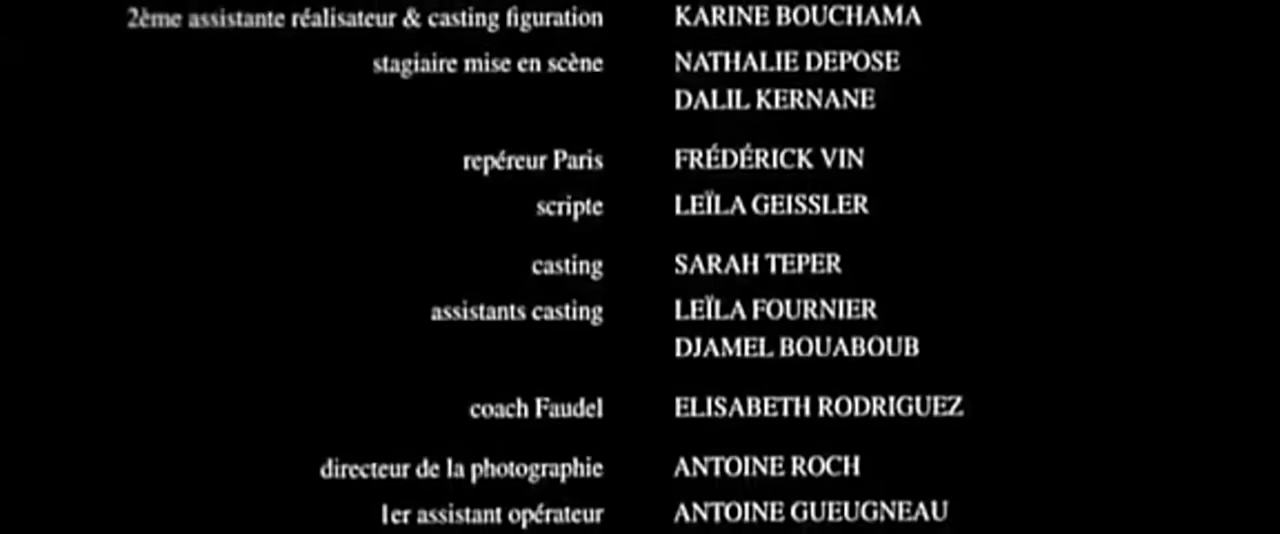 2ème assistante réalisateur & casting figuration KARINE BOUCHAMA
stagiaire mise en scène NATHALIE DEPOSE
DALIL KERNANE
repéreur Paris FRÉDÉRICK VIN
scripte LEÏLA GEISSLER
casting SARAH TEPER
assistants casting LEÏLA FOURNIER
DJAMEL BOUABOUB
coach Faudel ELISABETH RODRIGUEZ
directeur de la photographie ANTOINE ROCH
1er assistant opérateur ANTOINE GUEUGNEAU